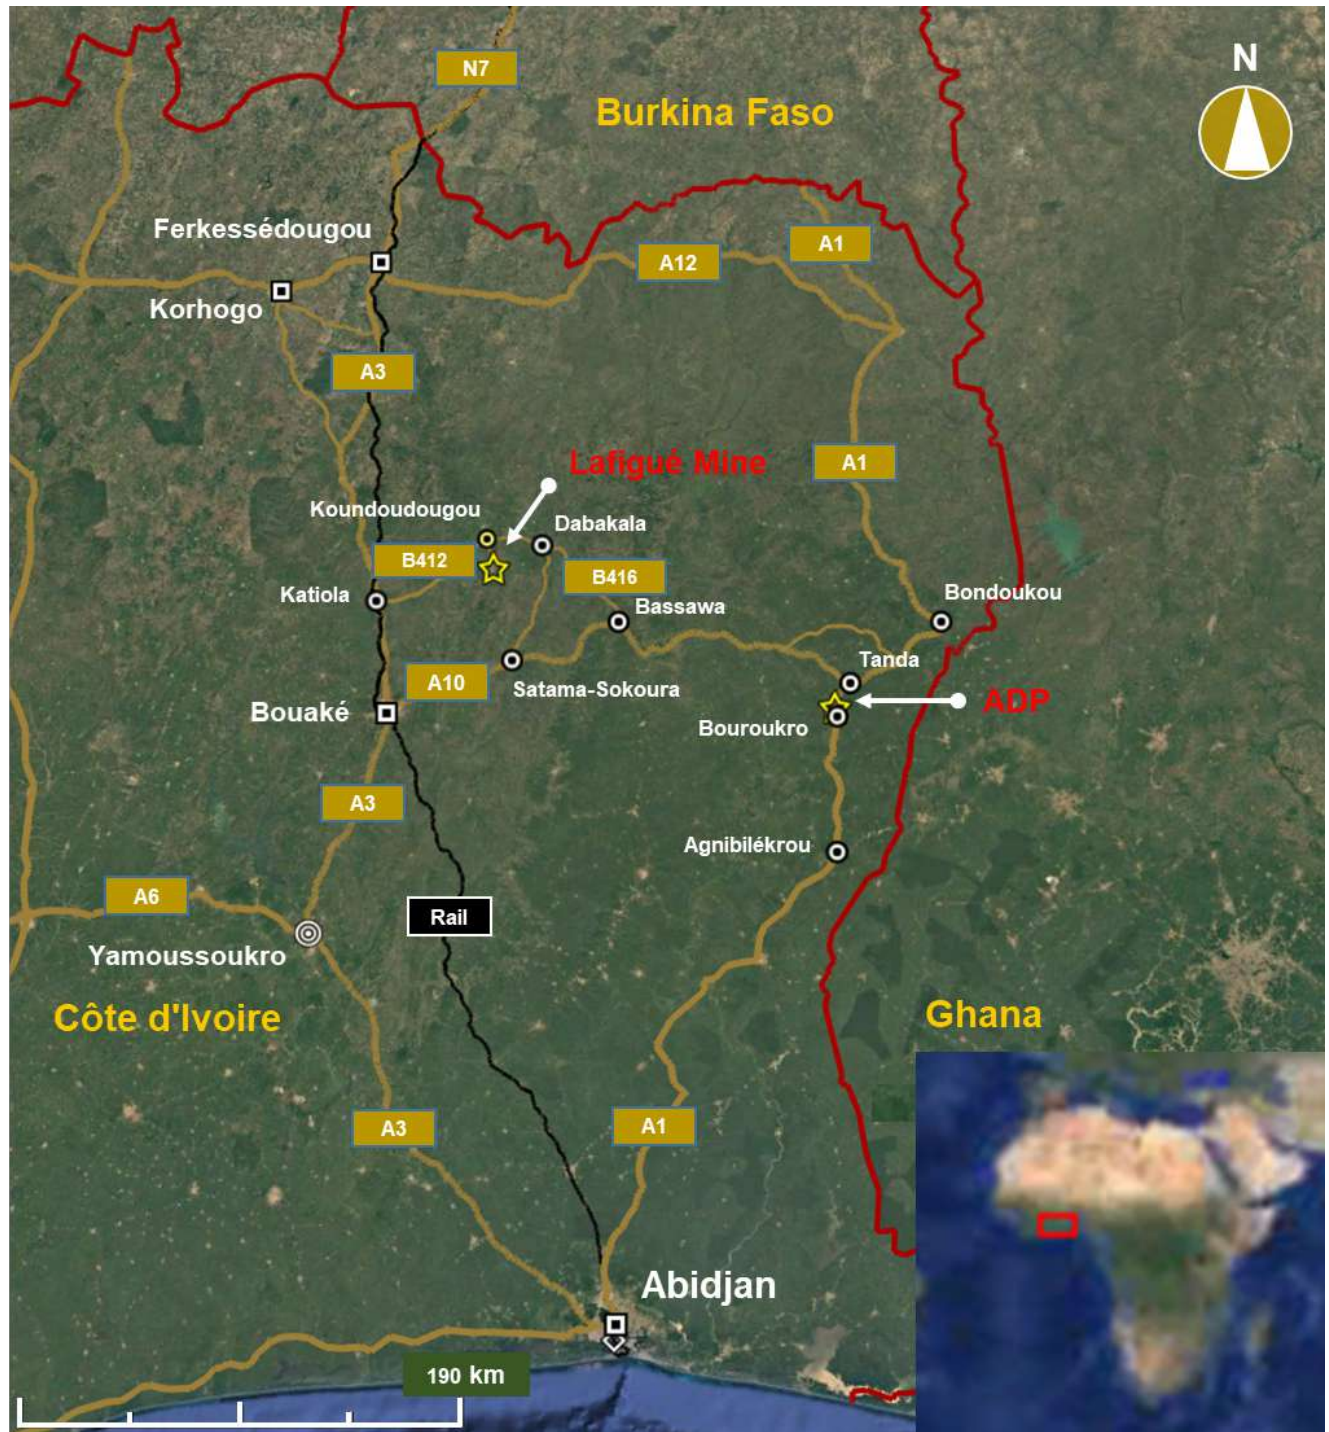 N7
N
Burkina Faso
Ferkessédougou
A1
A12
Korhogo
A3
Lafigué Mine
A1
Koundoudougou
Dabakala
B412
B416
Katiola
Bassawa
Bondoukou
Tanda
A10
Satama-Sokoura
ADP
Bouaké
Bouroukro
A3
Agnibilékrou
A6
Rail
Yamoussoukro
Côte d'Ivoire
Ghana
A3
A1
Abidjan
190 km